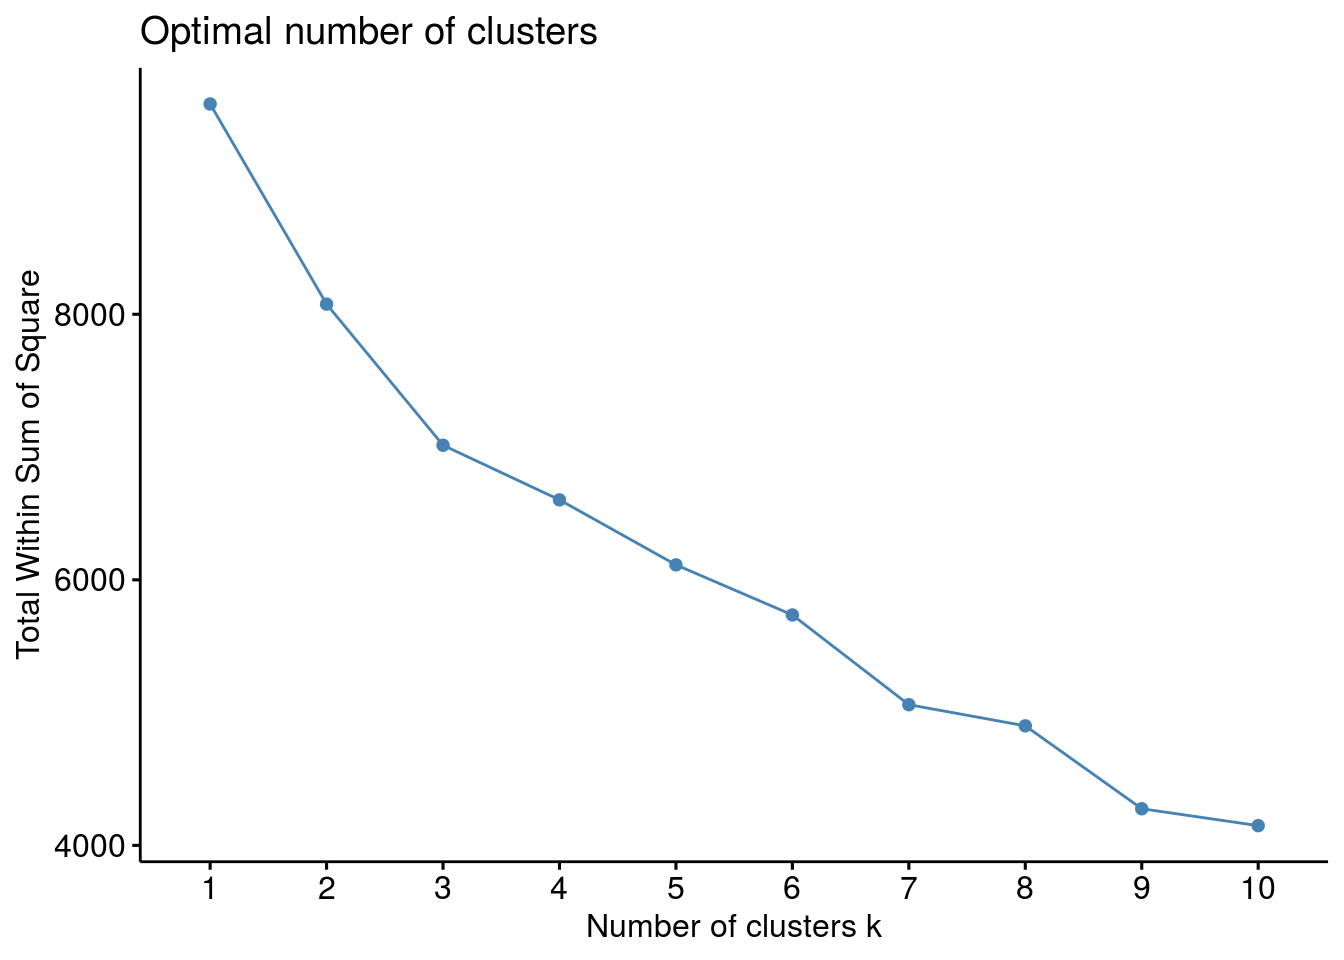 Optimal number of clusters
Total Within Sum of Square
8000
6000
4000
1 2 3 4 5 6 7 8 9 10
Number of clusters k